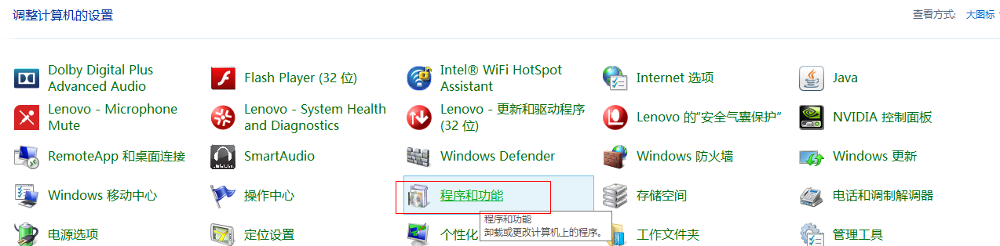 调整计算机的设置
查看方式: 大图标
Dolby Digital Plus
Advanced Audio
Flash Player (32 位)
Intel® WiFi HotSpot
Assistant
Internet 选项
Java
Lenovo - Microphone
Mute
Lenovo - System Health
and Diagnostics
Lenovo - 更新和驱动程序
(32 位)
Lenovo 的“安全气囊保护”
NVIDIA 控制面板
RemoteApp 和桌面连接
SmartAudio
Windows Defender
Windows 防火墙
Windows 更新
Windows 移动中心
操作中心
程序和功能
存储空间
电话和调制解调器
程序和功能
卸载或更改计算机上的程序。
电源选项
定位设置
个性化
工作文件夹
管理工具